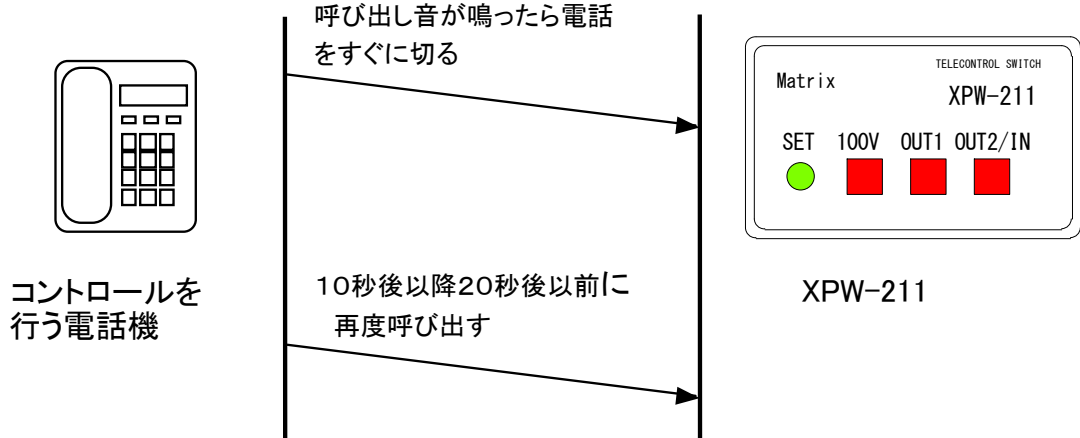 呼び出し音が鳴ったら電話
をすぐに切る
TELECONTROL SWITCH
Matrix
XPW-211
SET 100V OUT1 OUT2/IN
コントロールを
行う電話機
10秒後以降20秒後以前に
再度呼び出す
XPW-211